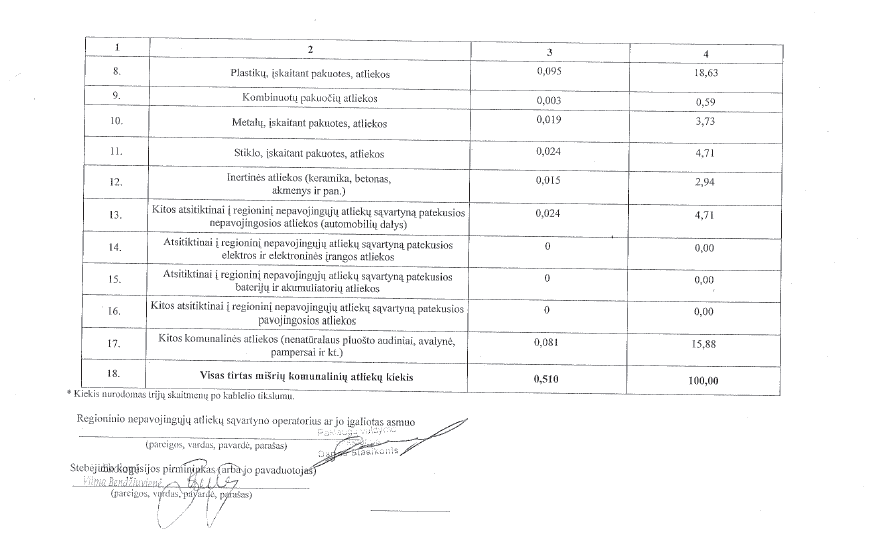 1 2 3 4
8. Plastikų, įskaitant pakuotes, atliekos 0,095 18,63
9. Kombinuotų pakuočių atliekos 0,003 0,59
10. Metalų, įskaitant pakuotes, atliekos 0,019 3,73
11. Stiklo, įskaitant pakuotes, atliekos 0,024 4,71
12. Inertinės atliekos (keramika, betonas,
akmenys ir pan.) 0,015 2,94
13. Kitos atsitiktinai į regioninį nepavojingųjų atliekų sąvartyną patekusios
nepavojingosios atliekos (automobilių dalys) 0,024 4,71
14. Atsitiktinai į regioninį nepavojingųjų atliekų sąvartyną patekusios
elektros ir elektroninės įrangos atliekos 0 0,00
15. Atsitiktinai į regioninį nepavojingųjų atliekų sąvartyną patekusios
baterijų ir akumuliatorių atliekos 0 0,00
16. Kitos atsitiktinai į regioninį nepavojingųjų atliekų sąvartyną patekusios
pavojingosios atliekos 0 0,00
17. Kitos komunalinės atliekos (nenatūralaus pluošto audiniai, avalynė,
pampersai ir kt.) 0,081 15,88
18. Visas tirtas mišrių komunalinių atliekų kiekis 0,510 100,00
* Kiekis nurodomas trijų skaitmenų po kablelio tikslumu.
Regioninio nepavojingųjų atliekų sąvartyno operatorius ar jo įgaliotas asmuo
(pareigos, vardas, pavardė, parašas)
Stebėjimo komisijos pirmininkas (arba jo pavaduotojas)
Vilma
(pareigos, vardas, pavardė, parašas)